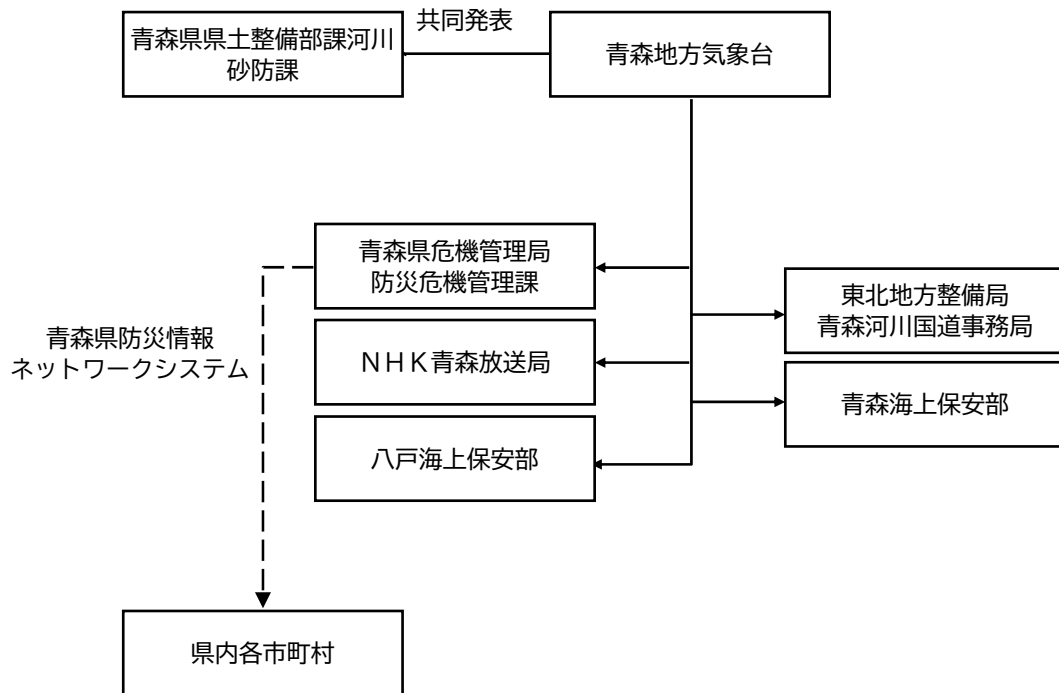 共同発表
青森県県土整備部課河川
砂防課
青森地方気象台
青森県危機管理局
防災危機管理課
東北地方整備局
青森河川国道事務局
青森県防災情報
ネットワークシステム
ＮＨＫ青森放送局
青森海上保安部
八戸海上保安部
県内各市町村